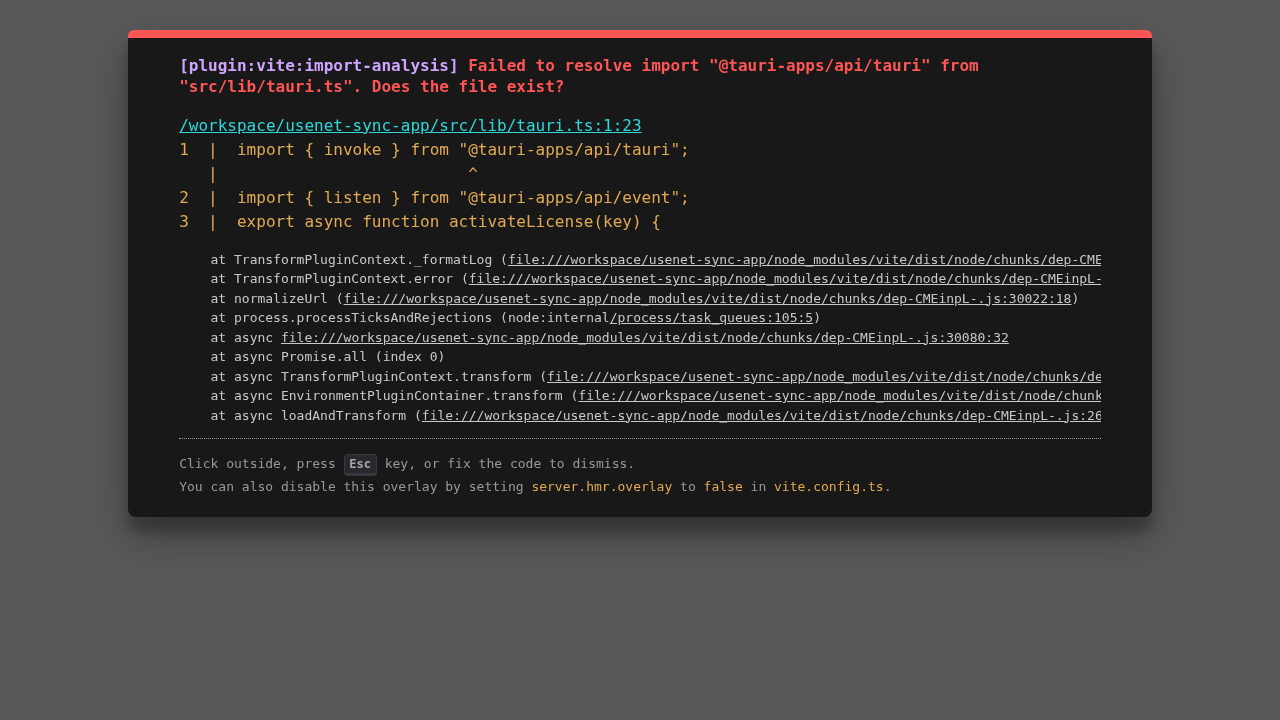 [plugin:vite:import-analysis] Failed to resolve import "@tauri-apps/api/tauri" from
"src/lib/tauri.ts". Does the file exist?
/workspace/usenet-sync-app/src/lib/tauri.ts:1:23
1  |  import { invoke } from "@tauri-apps/api/tauri";
   |                          ^
2  |  import { listen } from "@tauri-apps/api/event";
3  |  export async function activateLicense(key) {
at TransformPluginContext._formatLog (file:///workspace/usenet-sync-app/node_modules/vite/dist/node/chunks/dep-CME
at TransformPluginContext.error (file:///workspace/usenet-sync-app/node_modules/vite/dist/node/chunks/dep-CMEinpL-
at normalizeUrl (file:///workspace/usenet-sync-app/node_modules/vite/dist/node/chunks/dep-CMEinpL-.js:30022:18)
at process.processTicksAndRejections (node:internal/process/task_queues:105:5)
at async file:///workspace/usenet-sync-app/node_modules/vite/dist/node/chunks/dep-CMEinpL-.js:30080:32
at async Promise.all (index 0)
at async TransformPluginContext.transform (file:///workspace/usenet-sync-app/node_modules/vite/dist/node/chunks/de
at async EnvironmentPluginContainer.transform (file:///workspace/usenet-sync-app/node_modules/vite/dist/node/chunk
at async loadAndTransform (file:///workspace/usenet-sync-app/node_modules/vite/dist/node/chunks/dep-CMEinpL-.js:26
Click outside, press Esc key, or fix the code to dismiss.
You can also disable this overlay by setting server.hmr.overlay to false in vite.config.ts.